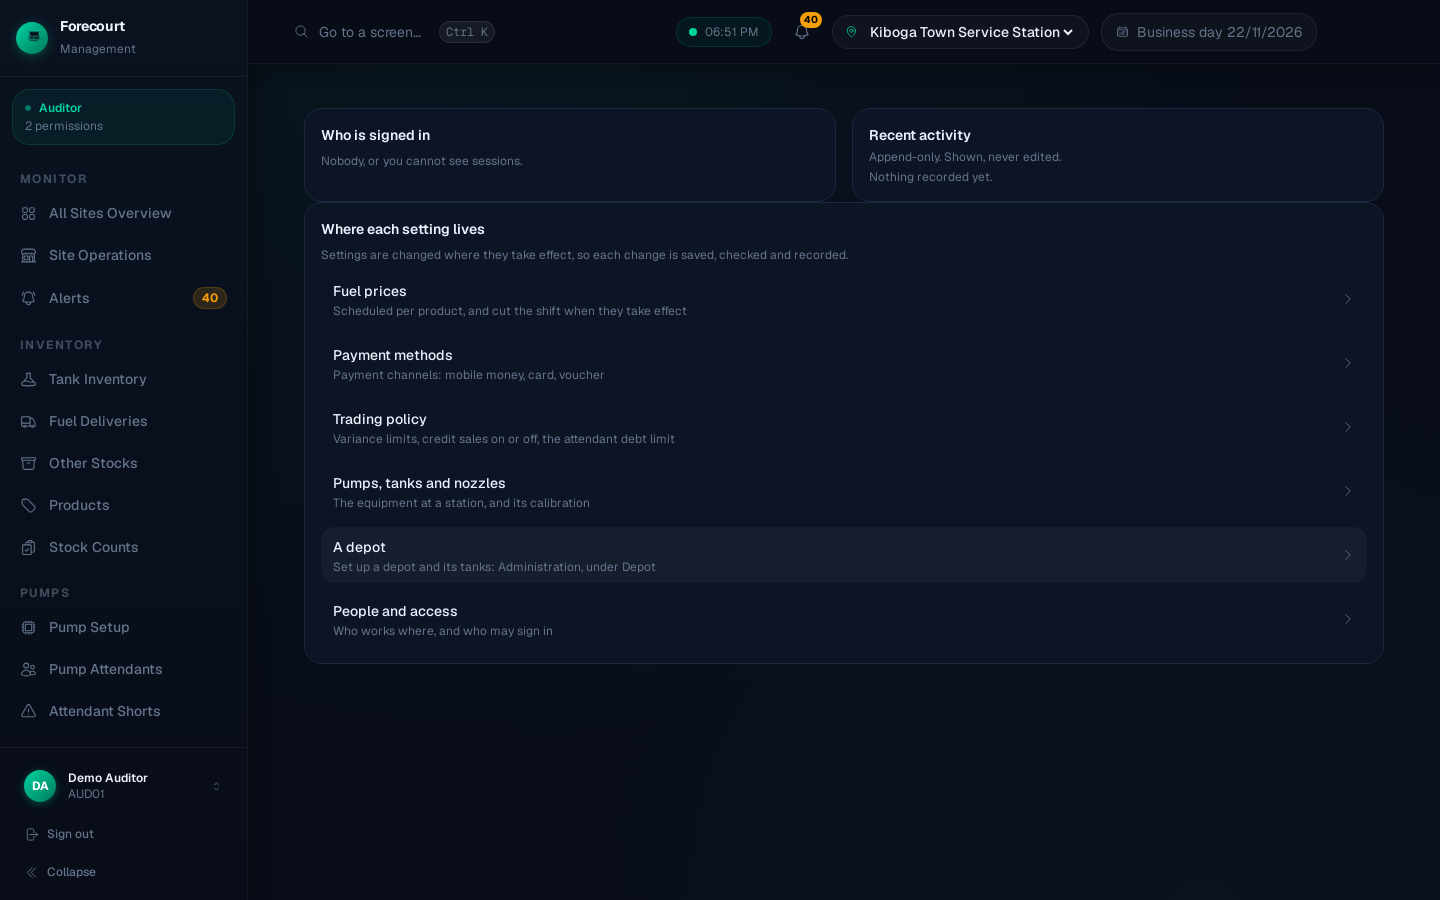 Forecourt
Management
Go to a screen...
Ctrl K
06:51 PM
40
Kiboga Town Service Station
Business day 22/11/2026
Auditor
2 permissions
MONITOR
All Sites Overview
Site Operations
Alerts
40
INVENTORY
Tank Inventory
Fuel Deliveries
Other Stocks
Products
Stock Counts
PUMPS
Pump Setup
Pump Attendants
Attendant Shorts
DA
Demo Auditor
AUD01
Sign out
Collapse
Who is signed in
Nobody, or you cannot see sessions.
Recent activity
Append-only. Shown, never edited.
Nothing recorded yet.
Where each setting lives
Settings are changed where they take effect, so each change is saved, checked and recorded.
Fuel prices
Scheduled per product, and cut the shift when they take effect
Payment methods
Payment channels: mobile money, card, voucher
Trading policy
Variance limits, credit sales on or off, the attendant debt limit
Pumps, tanks and nozzles
The equipment at a station, and its calibration
A depot
Set up a depot and its tanks: Administration, under Depot
People and access
Who works where, and who may sign in